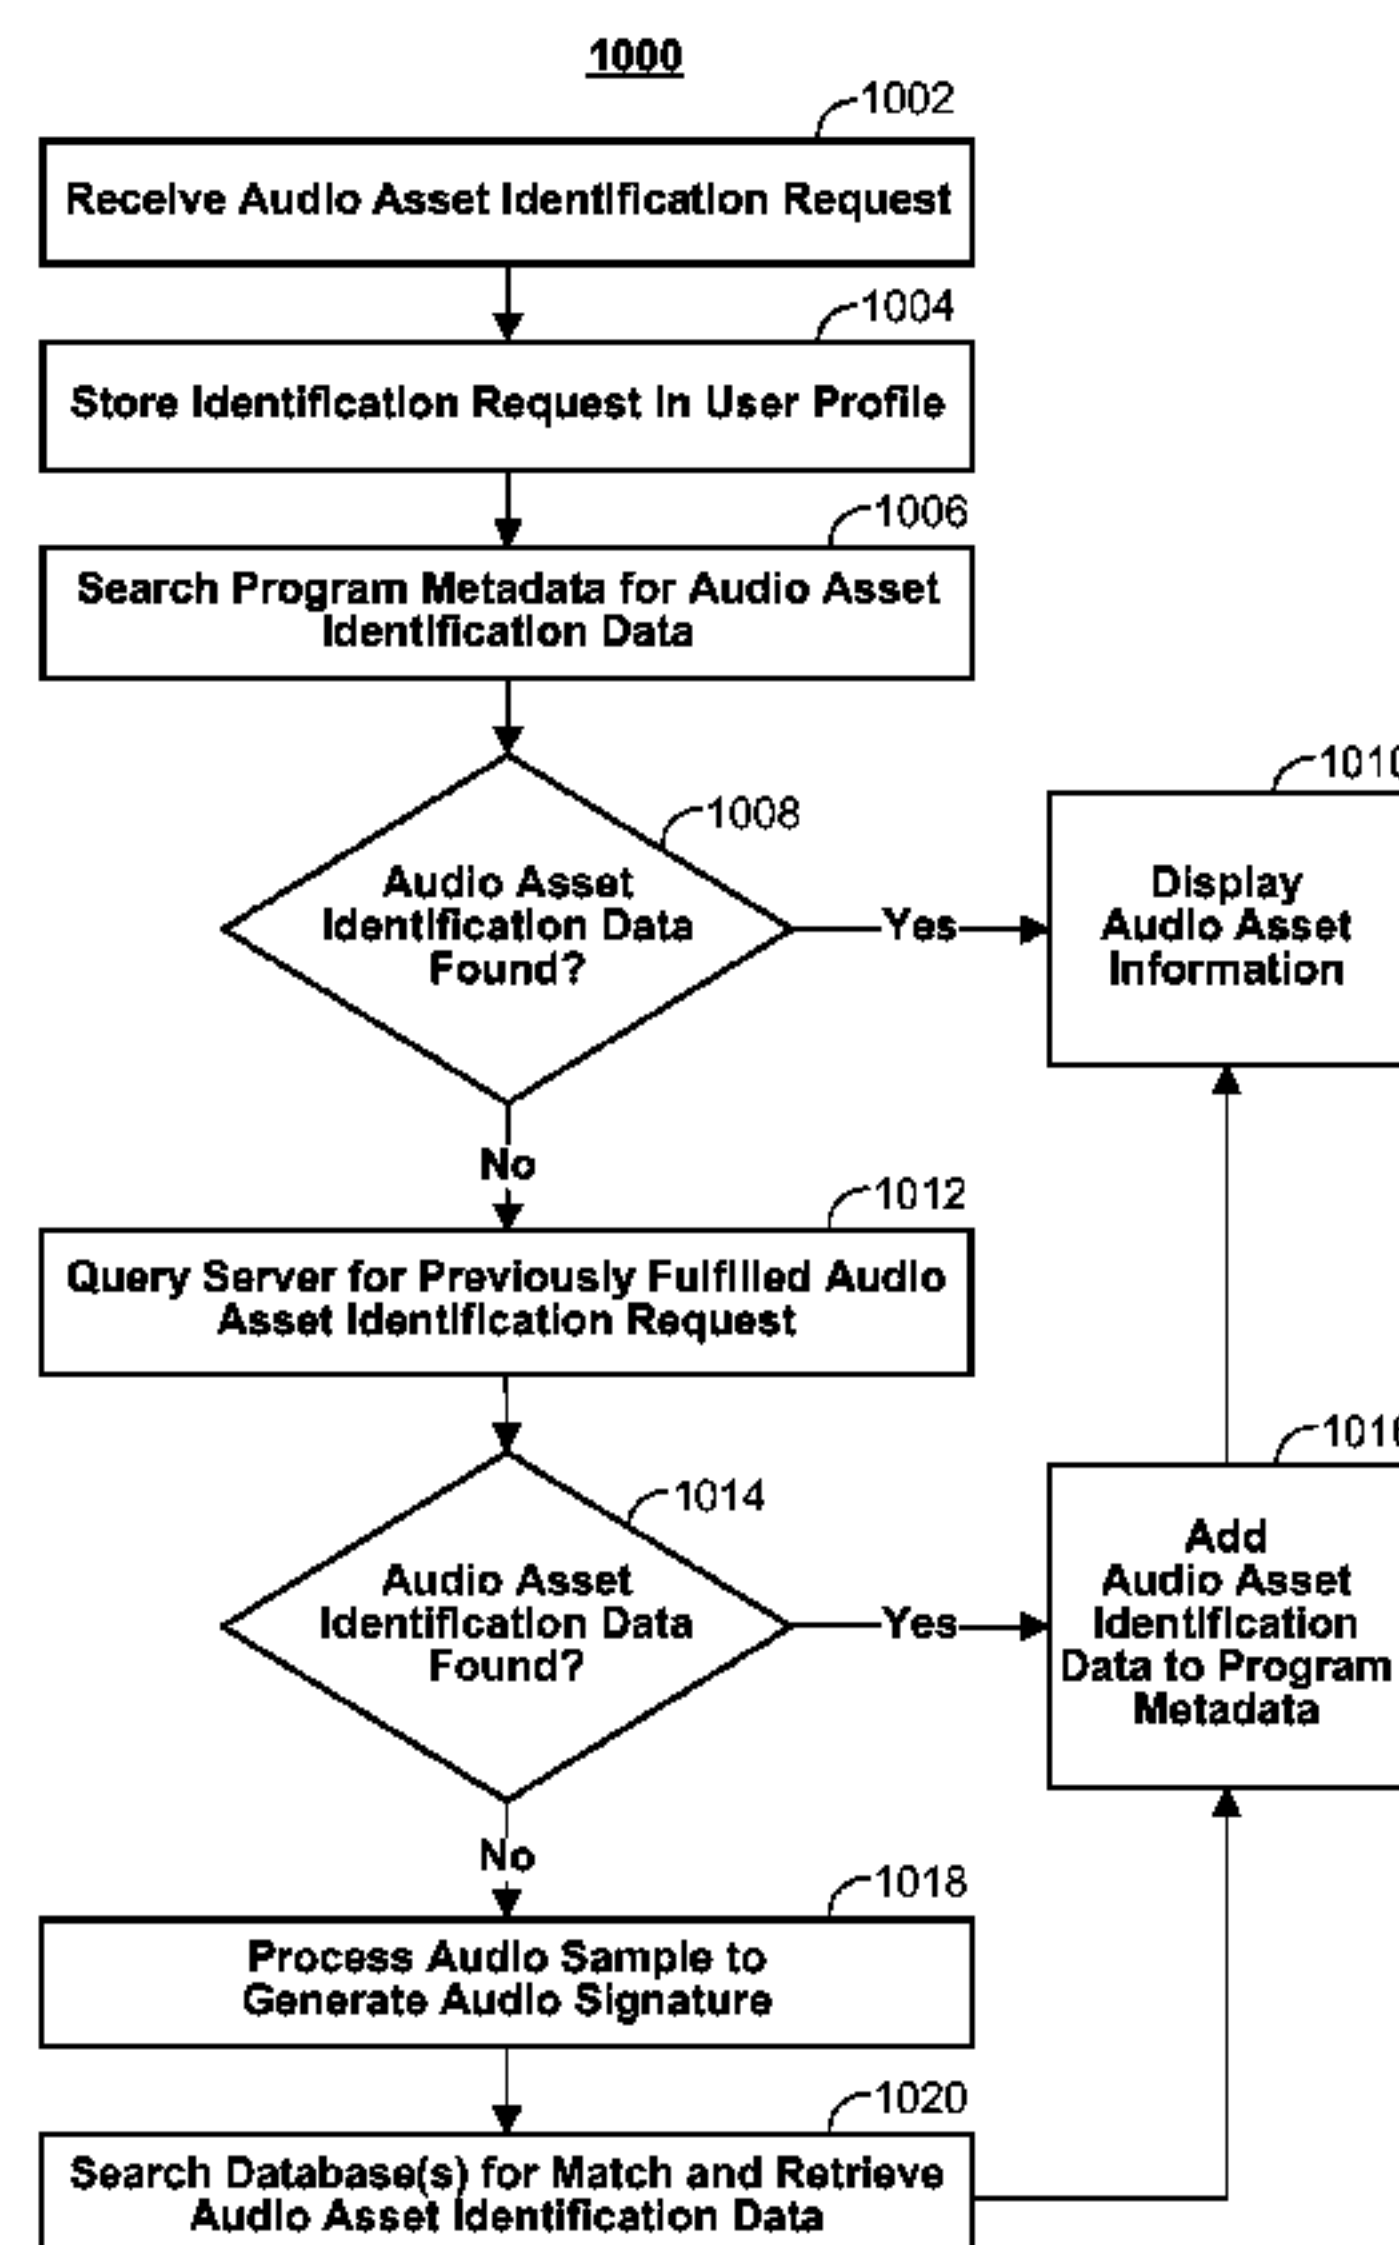 1000
1002
Receive Audio Asset Identification Request
1004
Store Identification Request in User Profile
1006
Search Program Metadata for Audio Asset
Identification Data
1008
Audio Asset
Identification Data
Found?
Yes
1010
Display
Audio Asset
Information
No
1012
Query Server for Previously Fulfilled Audio
Asset Identification Request
1014
Audio Asset
Identification Data
Found?
Yes
1016
Add
Audio Asset
Identification
Data to Program
Metadata
No
1018
Process Audio Sample to
Generate Audio Signature
1020
Search Database(s) for Match and Retrieve
Audio Asset Identification Data